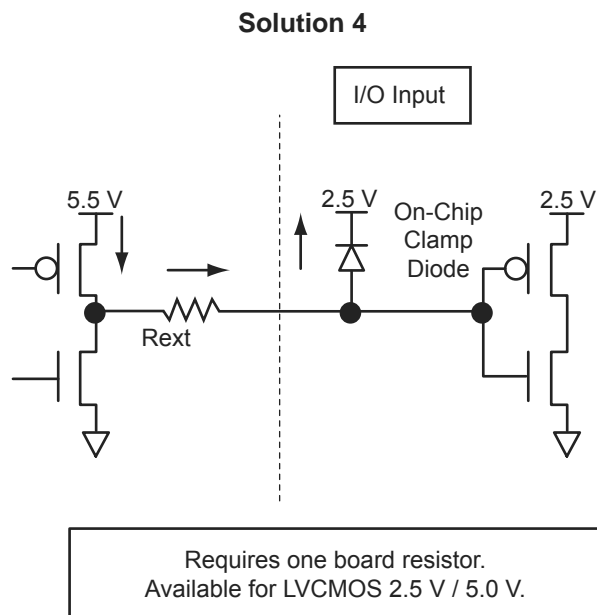 Solution 4
I/O Input
5.5 V
2.5 V
On-Chip
Clamp
Diode
2.5 V
Rext
Requires one board resistor.
Available for LVCMOS 2.5 V / 5.0 V.